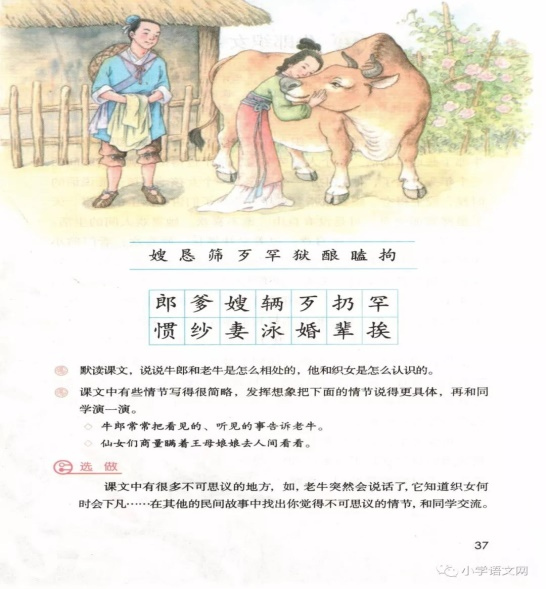 嫂 恳 筛 歹 罕 狱 酿 瞌 拘
郎 爹 嫂 辆 歹 扔 罕
惯 纱 妻 泳 婚 辈 挨
默读课文，说说牛郎和老牛是怎么相处的，他和织女是怎么认识的。
课文中有些情节写得很简略，发挥想象把下面的情节说得更具体，再和同
学演一演。
◇ 牛郎常常把看见的、听见的事告诉老牛。
◇ 仙女们商量瞒着王母娘娘去人间看看。
选做
课文中有很多不可思议的地方，如，老牛突然会说话了，它知道织女何
时会下凡……在其他的民间故事中找出你觉得不可思议的情节，和同学交流。
37
小学语文网